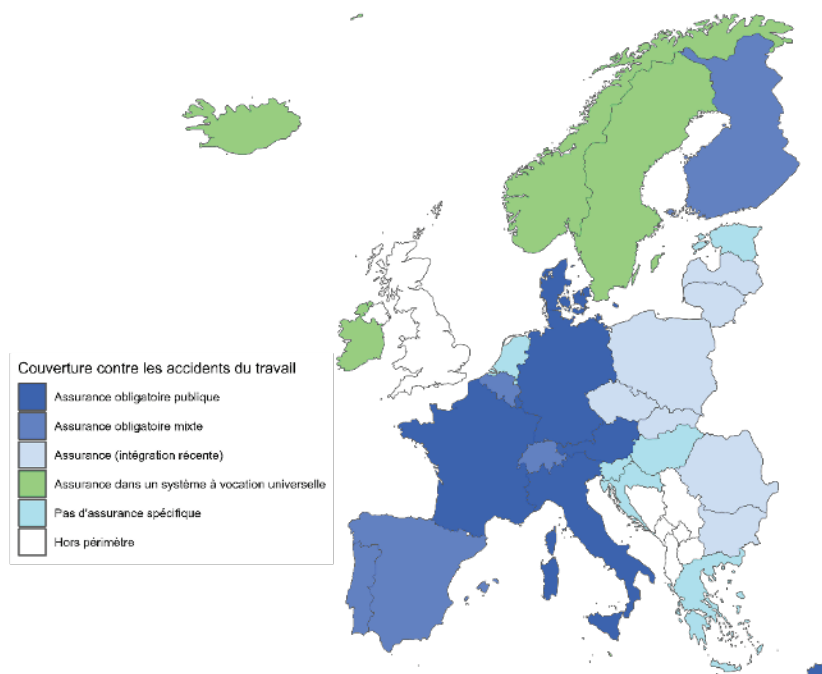 Couverture contre les accidents du travail
Assurance obligatoire publique
Assurance obligatoire mixte
Assurance (intégration récente)
Assurance dans un système à vocation universelle
Pas d'assurance spécifique
Hors périmètre